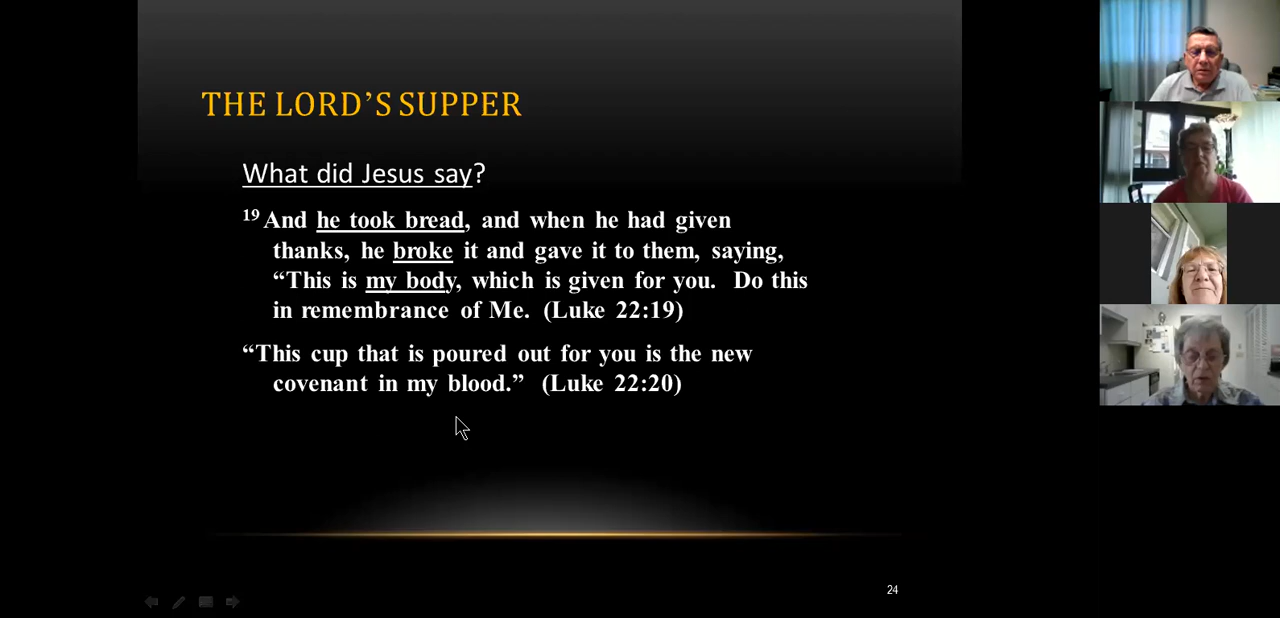 THE LORD’S SUPPER
What did Jesus say?
19 And he took bread, and when he had given
thanks, he broke it and gave it to them, saying,
“This is my body, which is given for you. Do this
in remembrance of Me. (Luke 22:19)
“This cup that is poured out for you is the new
covenant in my blood.” (Luke 22:20)
24